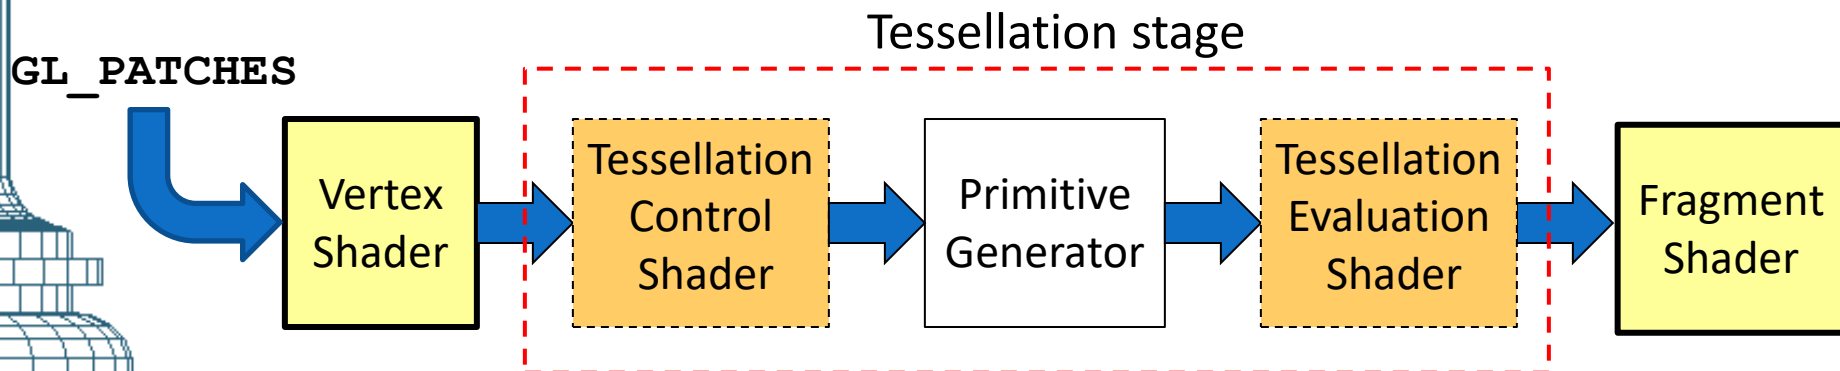 Tessellation stage
GL_PATCHES
Vertex
Shader
Tessellation
Control
Shader
Primitive
Generator
Tessellation
Evaluation
Shader
Fragment
Shader